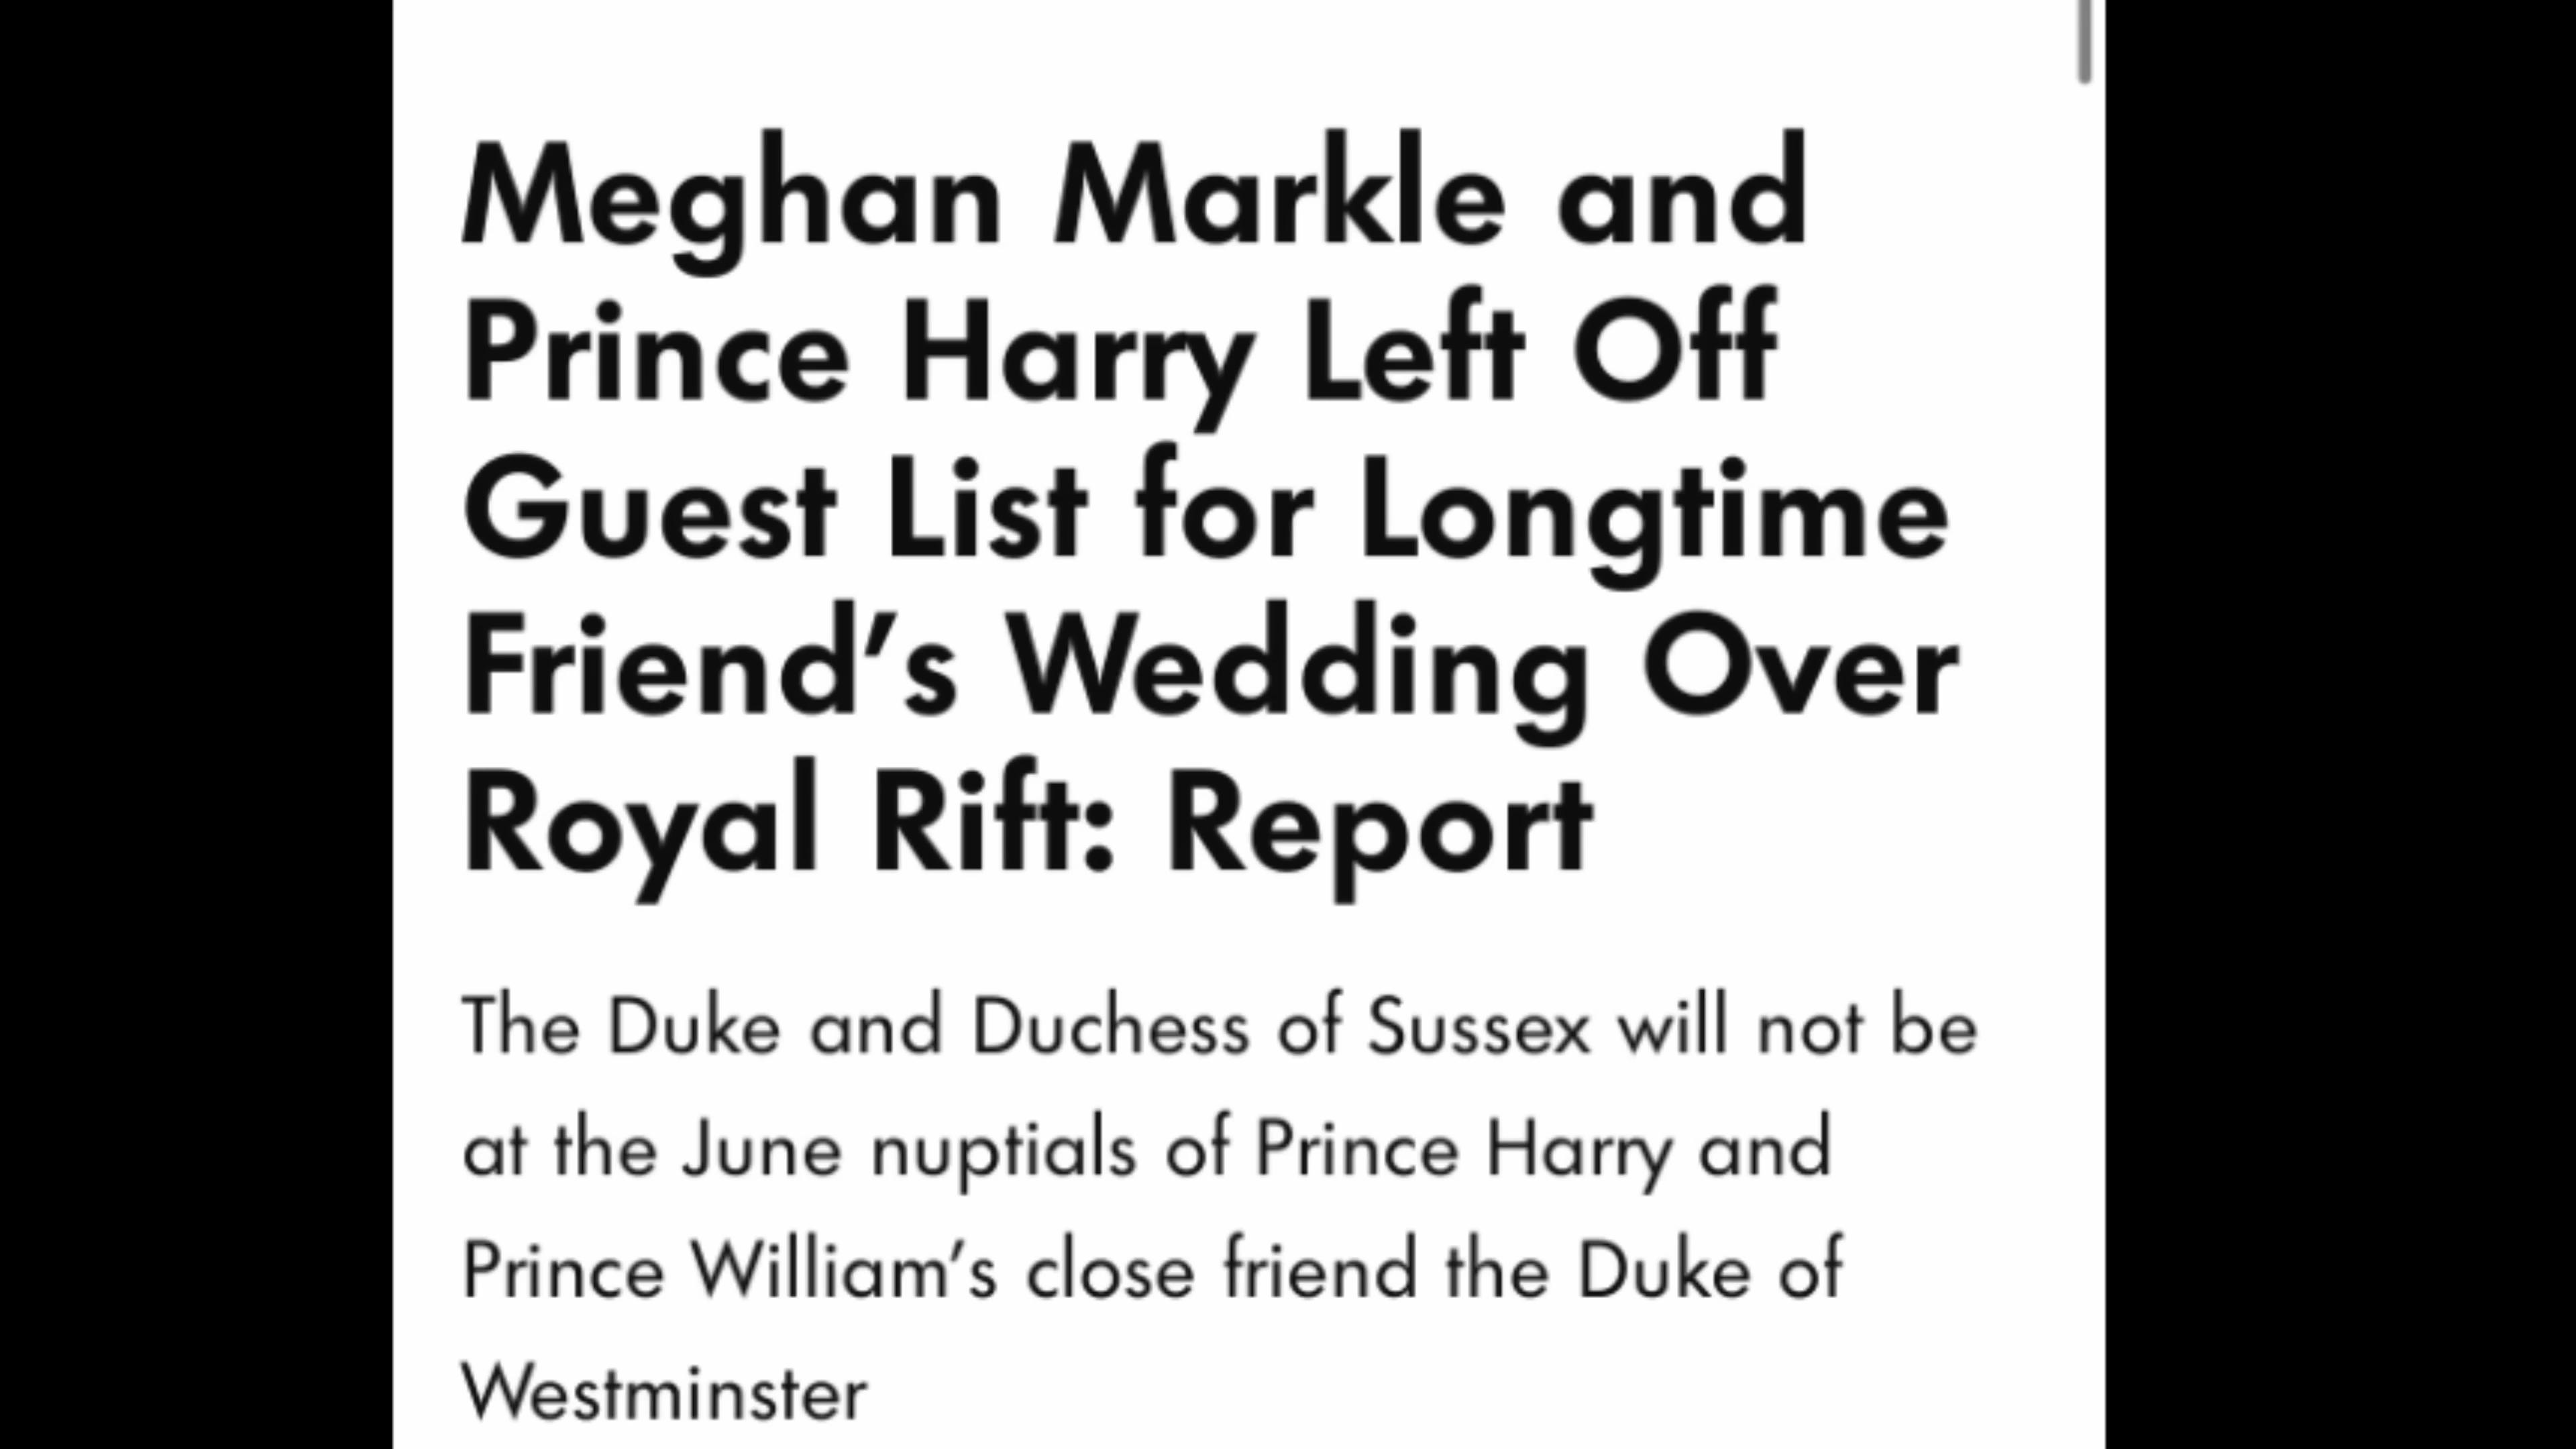 Meghan Markle and
Prince Harry Left Off
Guest List for Longtime
Friend’s Wedding Over
Royal Rift: Report
The Duke and Duchess of Sussex will not be
at the June nuptials of Prince Harry and
Prince William’s close friend the Duke of
Westminster